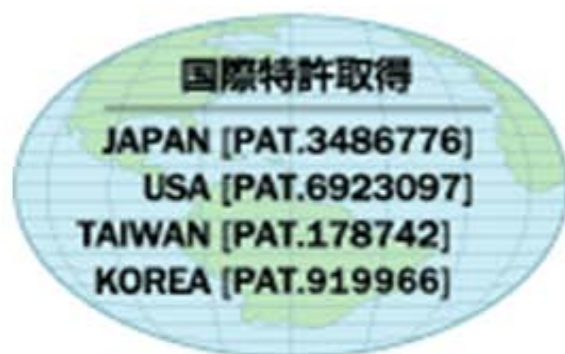 国際特許取得
JAPAN [PAT.3486776]
USA [PAT.6923097]
TAIWAN [PAT.178742]
KOREA [PAT.919966]